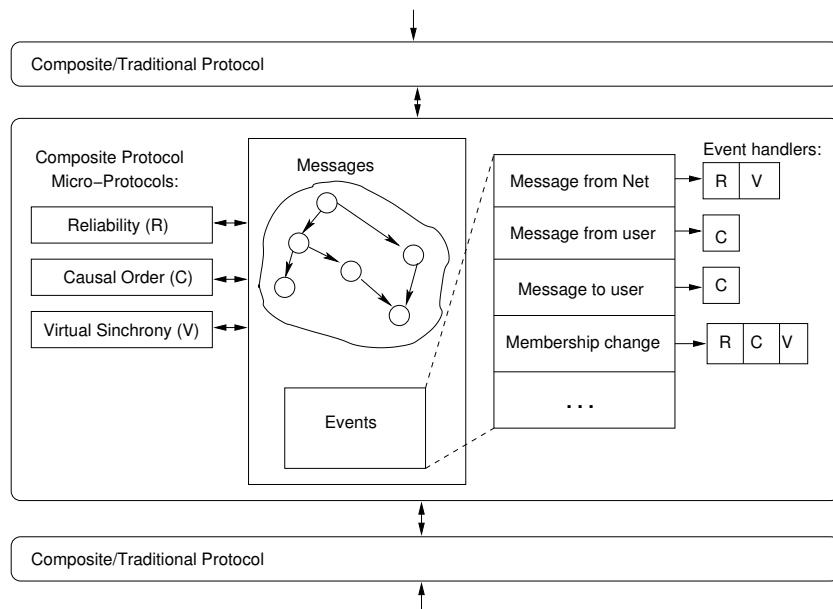 Composite/Traditional Protocol
Composite Protocol
Micro−Protocols:
Reliability (R)
Causal Order (C)
Virtual Sinchrony (V)
Messages
Events
Message from Net
Message from user
Message to user
Membership change
. . .
Event handlers:
R V
C
C
R C V
Composite/Traditional Protocol